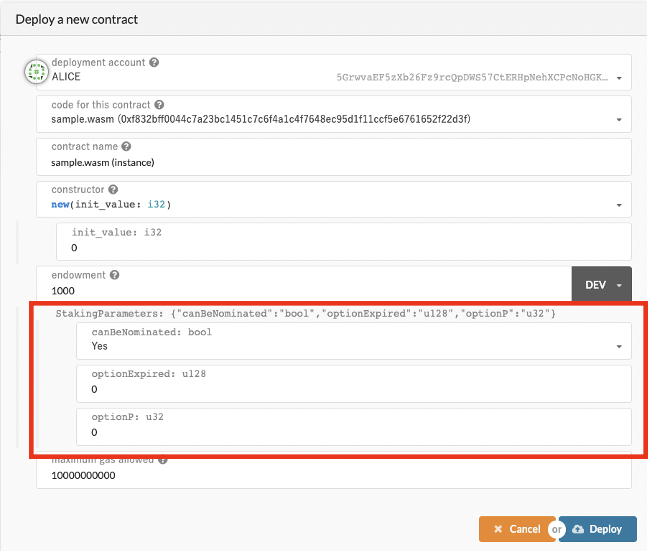 Deploy a new contract
deployment account
ALICE 5GrwvaEF5zXb26Fz9rcQpDWS57CtERHpNehXCPcNoHGK...
code for this contract
sample.wasm (0xf832bff0044c7a23bc1451c7c6f4a1c4f7648ec95d1f11ccf5e6761652f22d3f)
contract name
sample.wasm (instance)
constructor
new(init_value: i32)
init_value: i32
0
endowment
1000 DEV
StakingParameters: {"canBeNominated":"bool","optionExpired":"u128","optionP":"u32"}
canBeNominated: bool
Yes
optionExpired: u128
0
optionP: u32
0
maximum gas allowed
10000000000
Cancel or Deploy